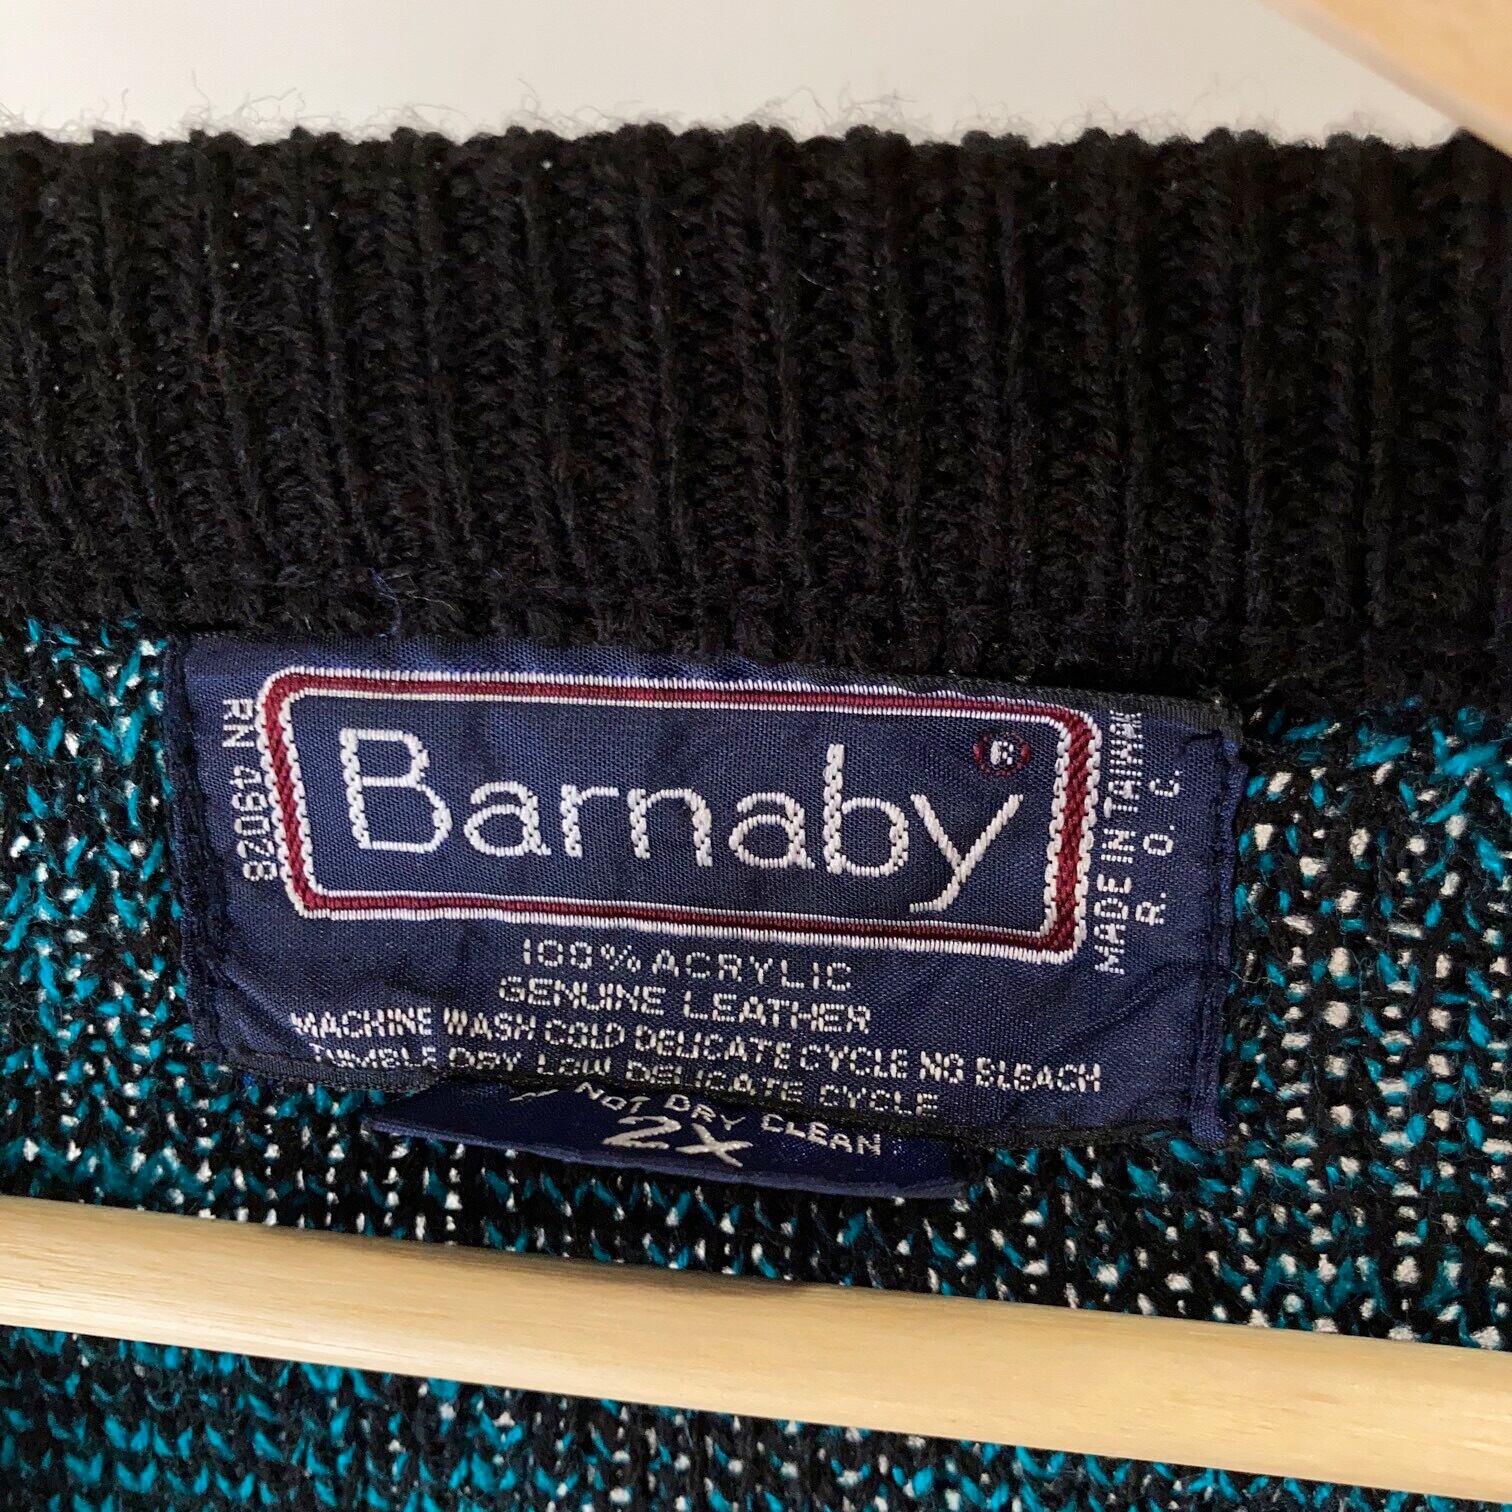 RN 49028
Barnaby ®
MADE IN TAIWAN
R. O. C.
100% ACRYLIC
GENUINE LEATHER
MACHINE WASH COLD DELICATE CYCLE NO BLEACH
TUMBLE DRY LOW DELICATE CYCLE
NOT DRY CLEAN
2X